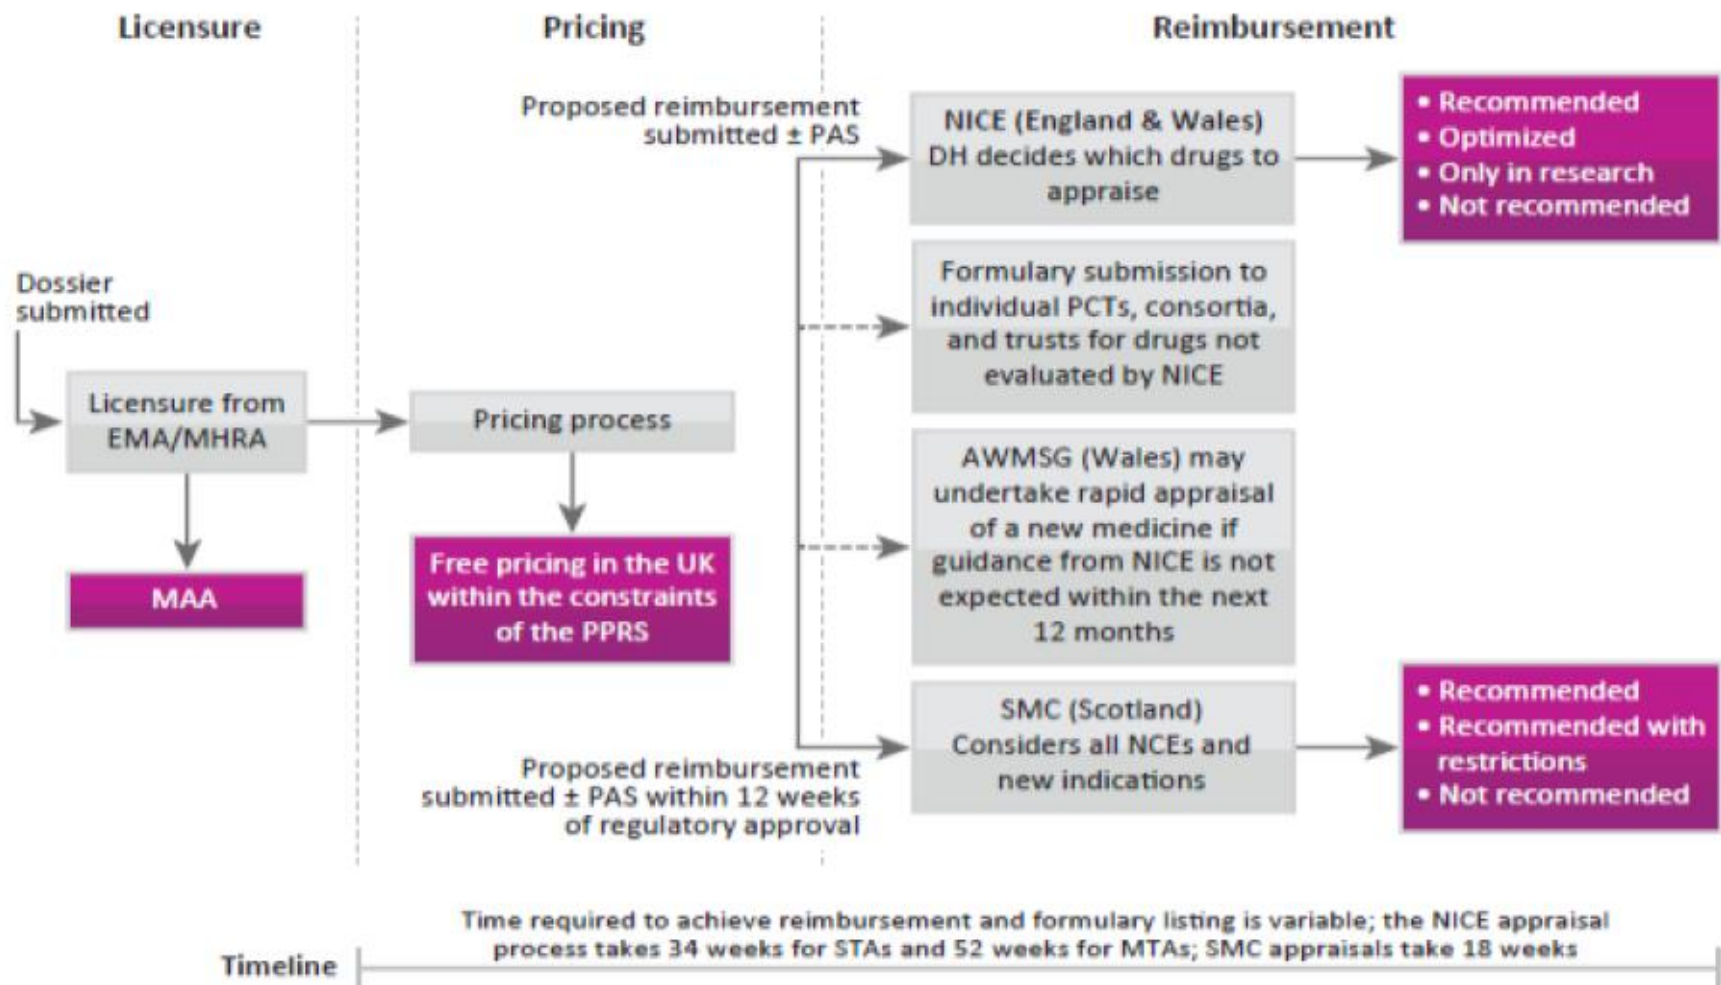 Licensure
Pricing
Reimbursement
Dossier
submitted
Licensure from
EMA/MHRA
MAA
Pricing process
Free pricing in the UK
within the constraints
of the PPRS
Proposed reimbursement
submitted ± PAS
NICE (England & Wales)
DH decides which drugs to
appraise
• Recommended
• Optimized
• Only in research
• Not recommended
Formulary submission to
individual PCTs, consortia,
and trusts for drugs not
evaluated by NICE
AWMSG (Wales) may
undertake rapid appraisal
of a new medicine if
guidance from NICE is not
expected within the next
12 months
Proposed reimbursement
submitted ± PAS within 12 weeks
of regulatory approval
SMC (Scotland)
Considers all NCEs and
new indications
• Recommended
• Recommended with
restrictions
• Not recommended
Time required to achieve reimbursement and formulary listing is variable; the NICE appraisal
process takes 34 weeks for STAs and 52 weeks for MTAs; SMC appraisals take 18 weeks
Timeline